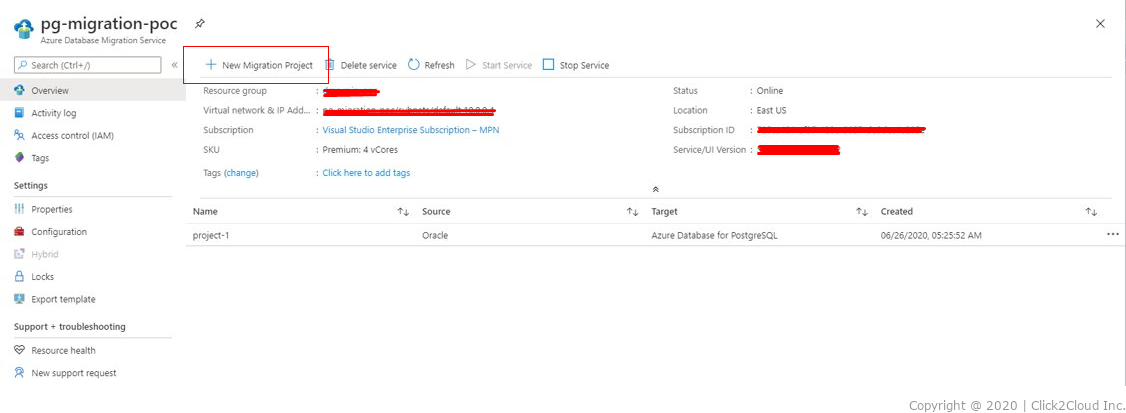 pg-migration-poc
Azure Database Migration Service
Search (Ctrl+/)
«
New Migration Project
Delete service
Refresh
Start Service
Stop Service
Overview
Activity log
Access control (IAM)
Tags
Settings
Properties
Configuration
Hybrid
Locks
Export template
Support + troubleshooting
Resource health
New support request
Resource group :
Virtual network & IP Add... :
Subscription : Visual Studio Enterprise Subscription – MPN
SKU : Premium: 4 vCores
Tags (change) : Click here to add tags
Status : Online
Location : East US
Subscription ID :
Service/UI Version :
Name Source Target Created
project-1 Oracle Azure Database for PostgreSQL 06/26/2020, 05:25:52 AM
Copyright @ 2020 | Click2Cloud Inc.